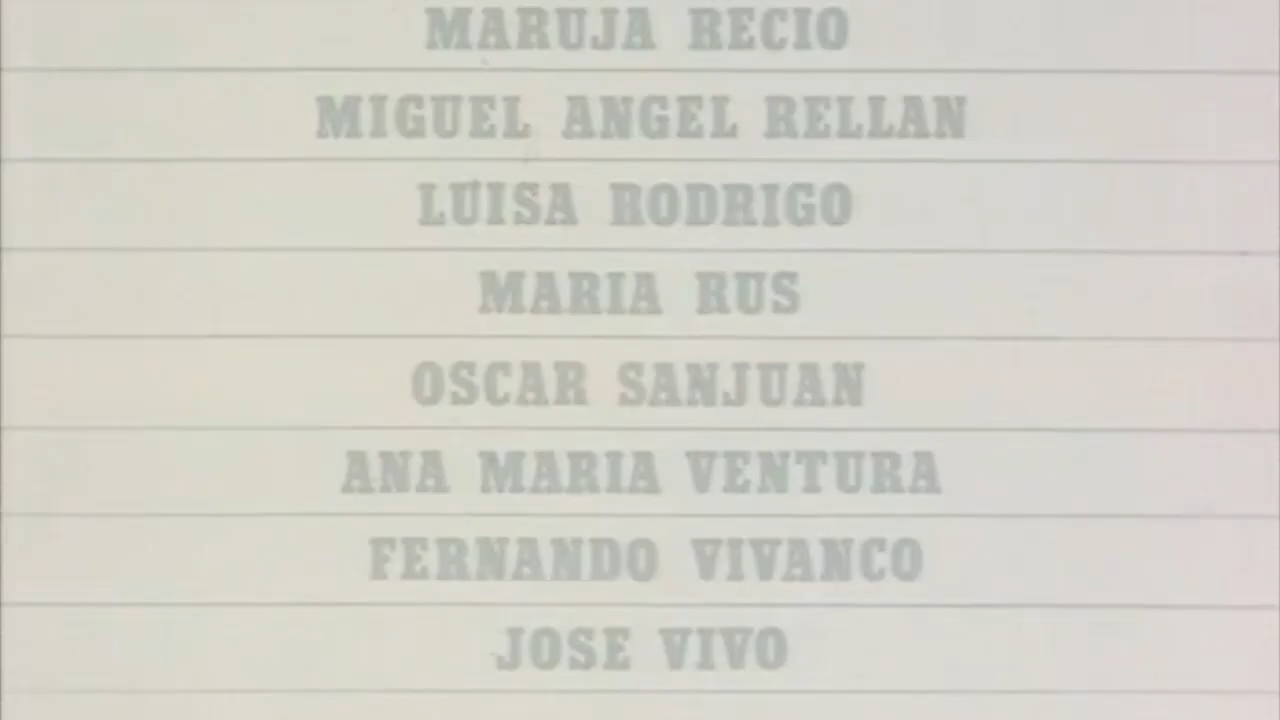 MARUJA RECIO
MIGUEL ANGEL RELLAN
LUISA RODRIGO
MARIA RUS
OSCAR SANJUAN
ANA MARIA VENTURA
FERNANDO VIVANCO
JOSE VIVO